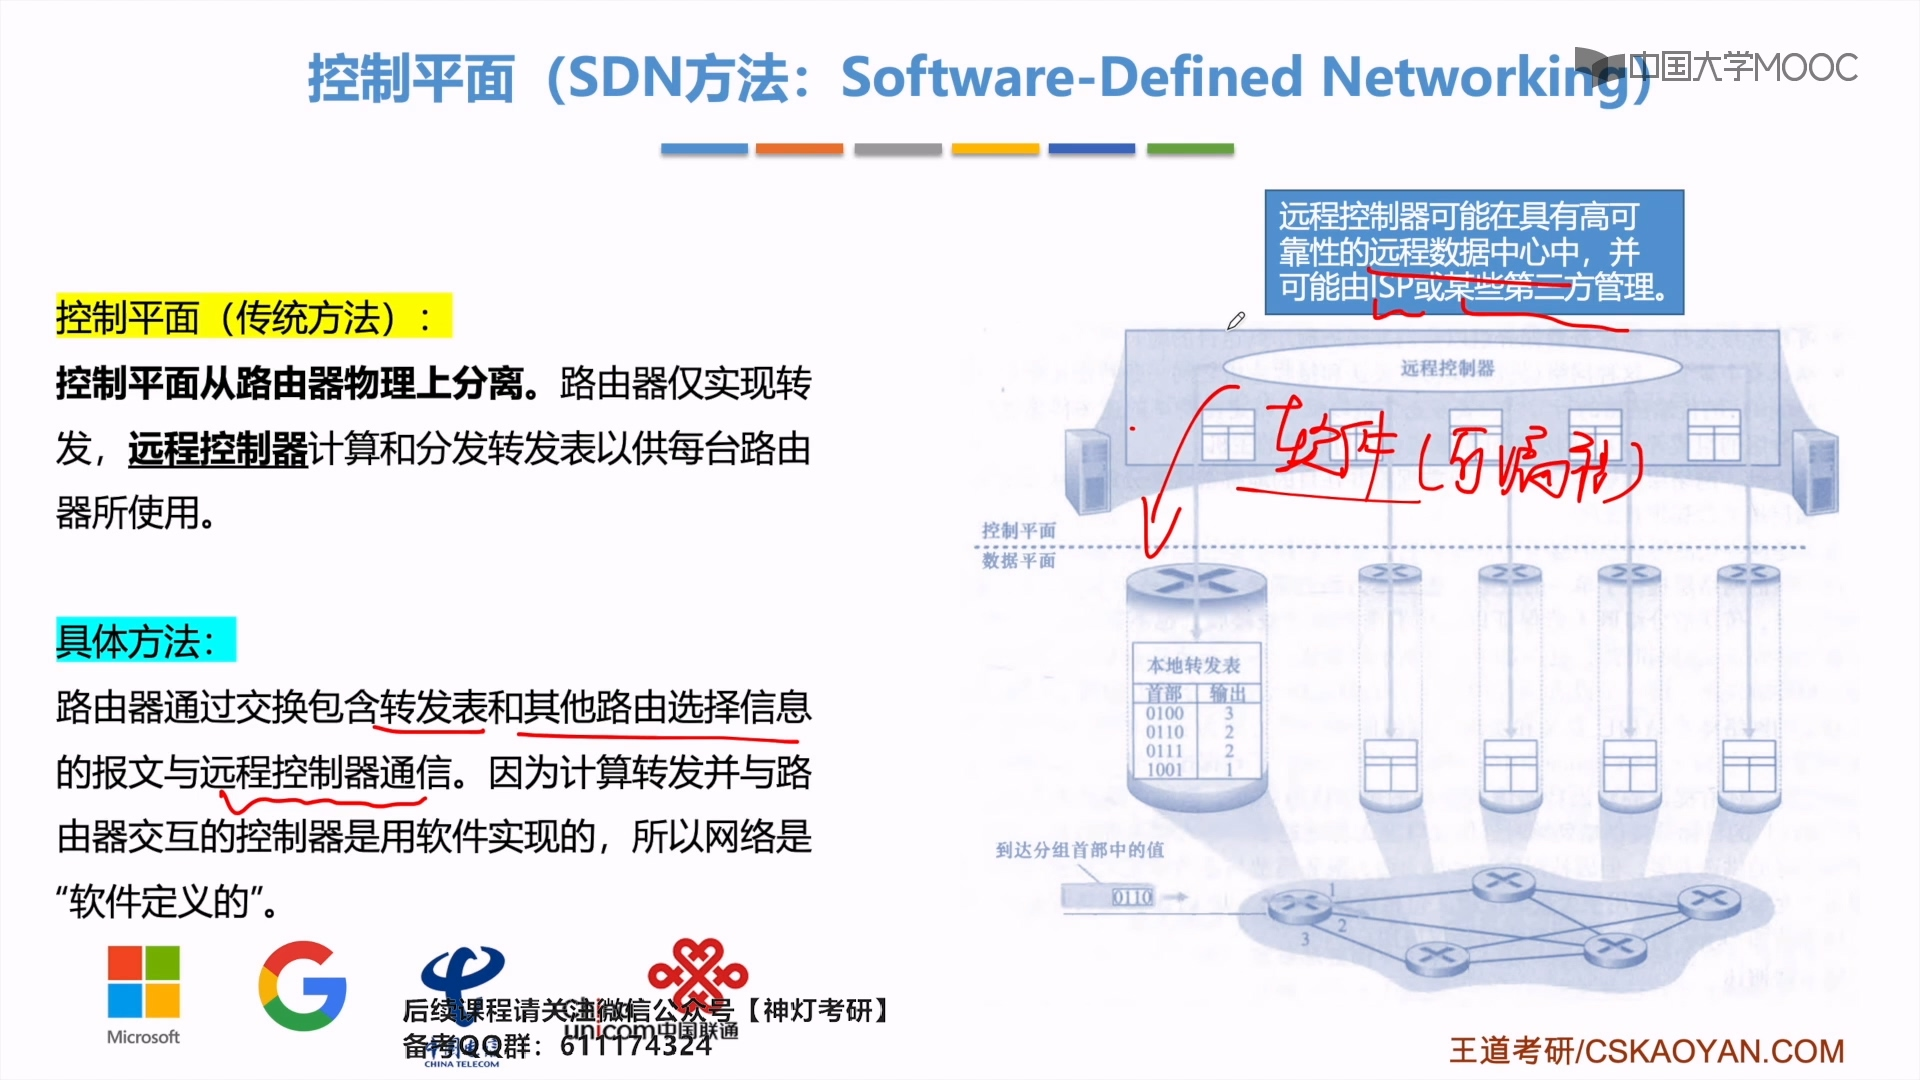 控制平面（SDN方法：Software-Defined Networking）
中国大学MOOC
远程控制器可能在具有高可
靠性的远程数据中心中，并
可能由ISP或某些第三方管理。
控制平面（传统方法）：
控制平面从路由器物理上分离。路由器仅实现转
发，远程控制器计算和分发转发表以供每台路由
器所使用。
具体方法：
路由器通过交换包含转发表和其他路由选择信息
的报文与远程控制器通信。因为计算转发并与路
由器交互的控制器是用软件实现的，所以网络是
“软件定义的”。
远程控制器
软件(可编程)
控制平面
数据平面
本地转发表
首部 输出
0100 3
0110 2
0111 2
1001 1
到达分组首部中的值
0110
1
2
3
Microsoft
后续课程请关注微信公众号【神灯考研】
unicom中国联通
备考QQ群：611174324
中国电信
CHINA TELECOM
王道考研/CSKAOYAN.COM